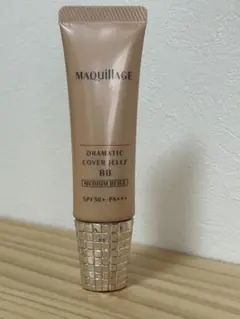 MAQuillAGE
DRAMATIC
COVER JELLY
BB
MEDIUM BEIGE
SPF50+・PA+++